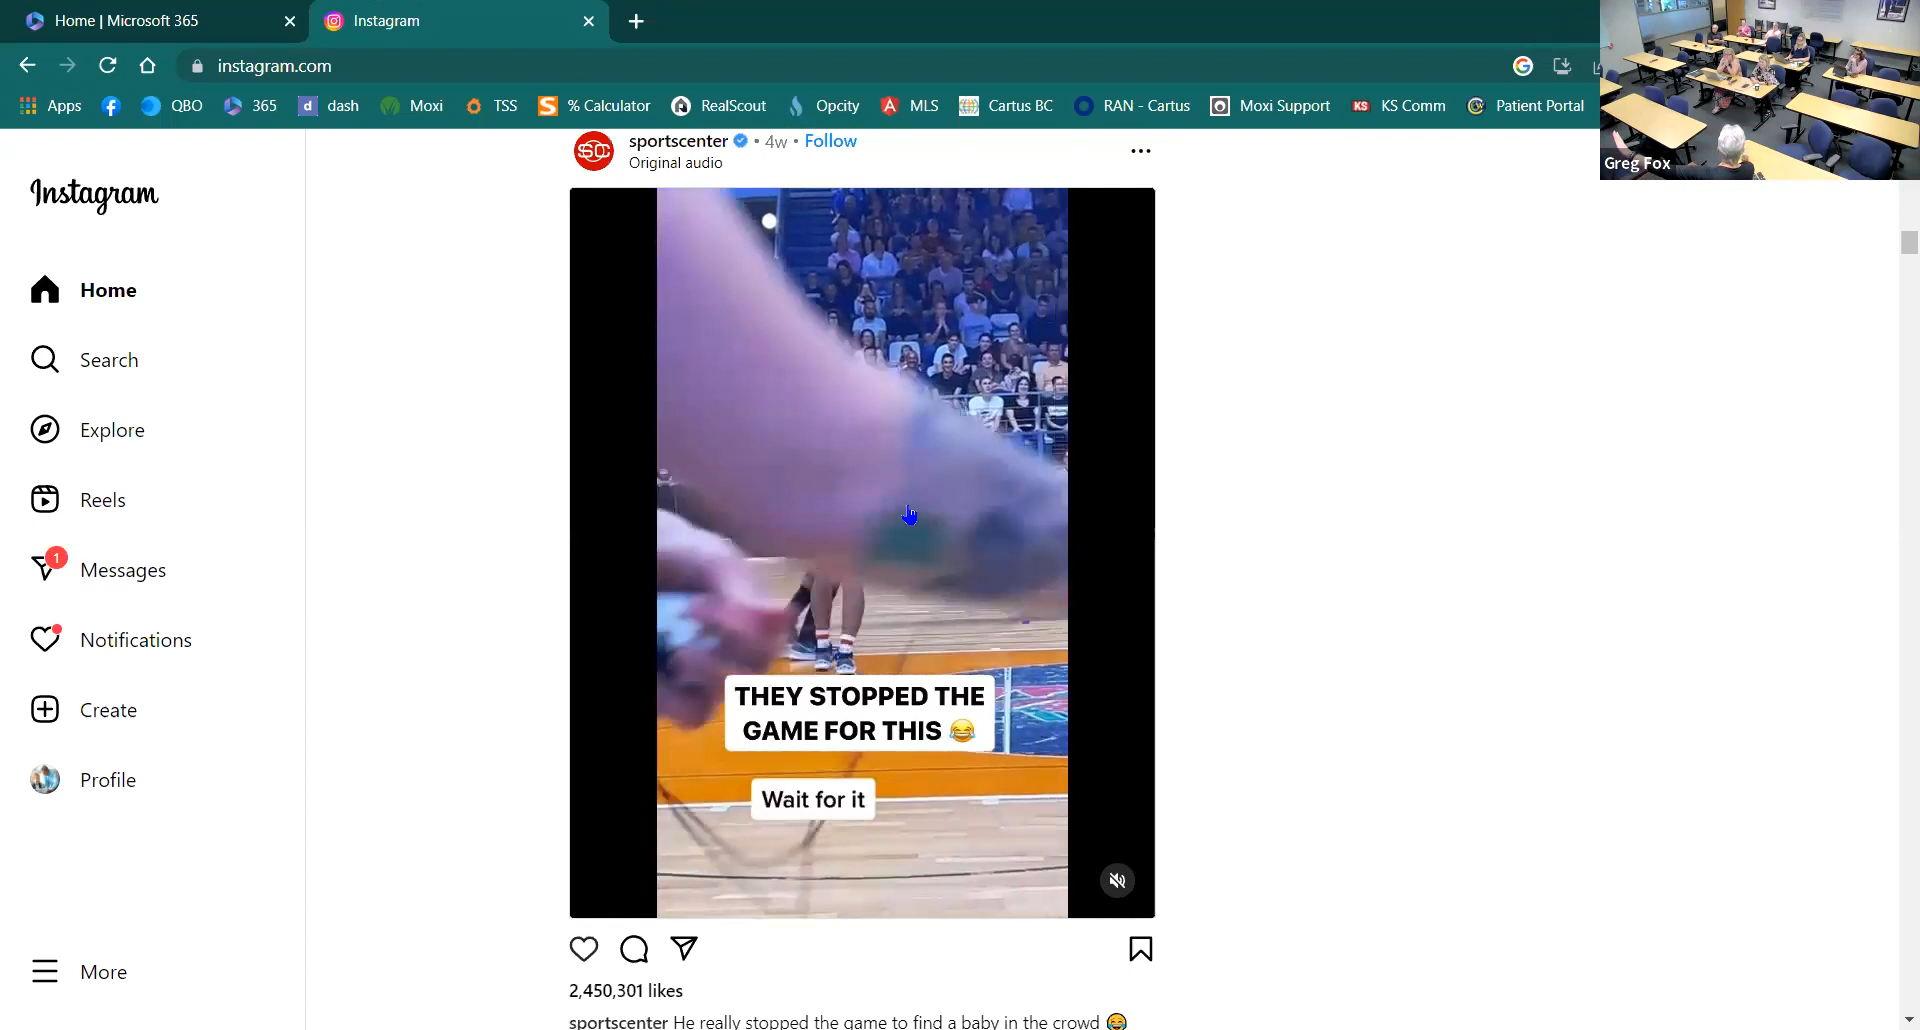 Home | Microsoft 365
Instagram
instagram.com
Apps
QBO
365
d dash
Moxi
TSS
S % Calculator
RealScout
Opcity
MLS
Cartus BC
RAN - Cartus
Moxi Support
KS KS Comm
Patient Portal
Greg Fox
Instagram
Home
Search
Explore
Reels
1
Messages
Notifications
Create
Profile
More
SC
sportscenter • 4w • Follow
Original audio
THEY STOPPED THE
GAME FOR THIS 😂
Wait for it
2,450,301 likes
sportscenter He really stopped the game to find a baby in the crowd 😂